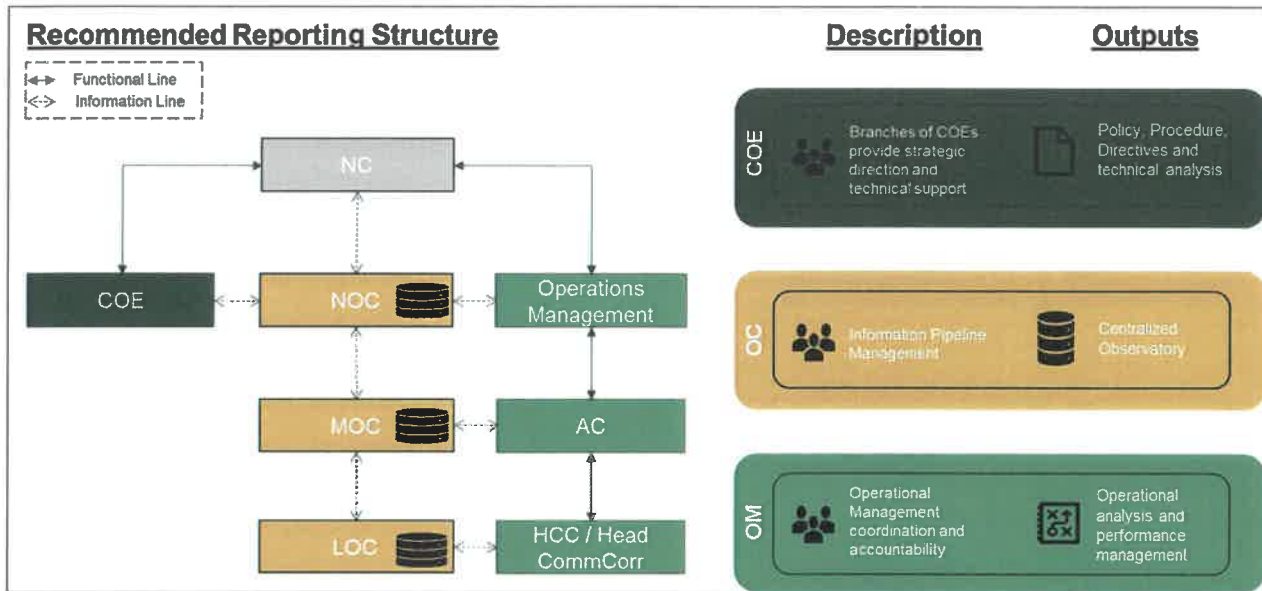 Recommended Reporting Structure
Functional Line
Information Line
NC
COE
NOC
Operations
Management
MOC
AC
LOC
HCC / Head
CommCorr
Description
Outputs
COE
Branches of COEs
provide strategic
direction and
technical support
Policy, Procedure,
Directives and
technical analysis
OC
Information Pipeline
Management
Centralized
Observatory
OM
Operational
Management
coordination and
accountability
Operational
analysis and
performance
management